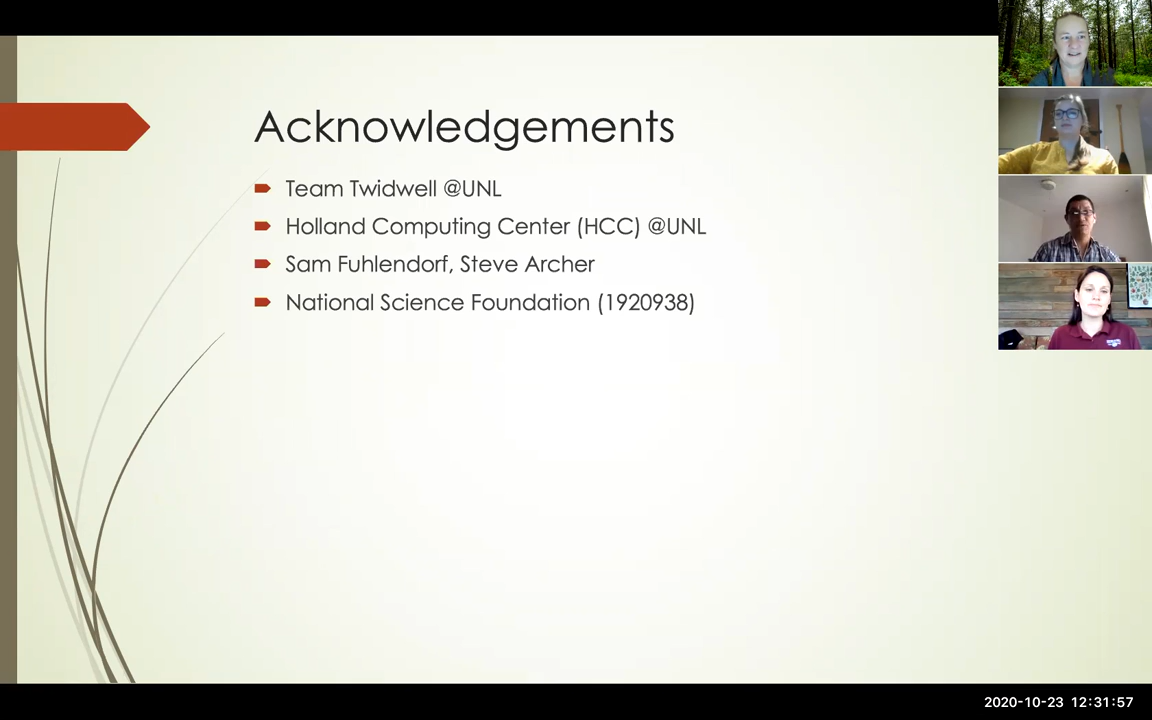 Acknowledgements
Team Twidwell @UNL
Holland Computing Center (HCC) @UNL
Sam Fuhlendorf, Steve Archer
National Science Foundation (1920938)
2020-10-23 12:31:57